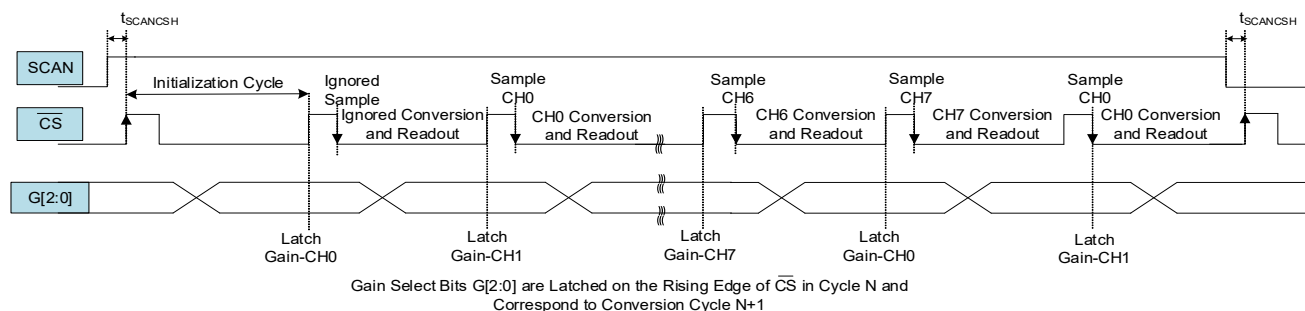 tSCANCSH
tSCANCSH
SCAN
Initialization Cycle
Ignored
Sample
Sample
CH0
Sample
CH6
Sample
CH7
Sample
CH0
CS
Ignored Conversion
and Readout
CH0 Conversion
and Readout
CH6 Conversion
and Readout
CH7 Conversion
and Readout
CH0 Conversion
and Readout
G[2:0]
Latch
Gain-CH0
Latch
Gain-CH1
Latch
Gain-CH7
Latch
Gain-CH0
Latch
Gain-CH1
Gain Select Bits G[2:0] are Latched on the Rising Edge of CS in Cycle N and
Correspond to Conversion Cycle N+1